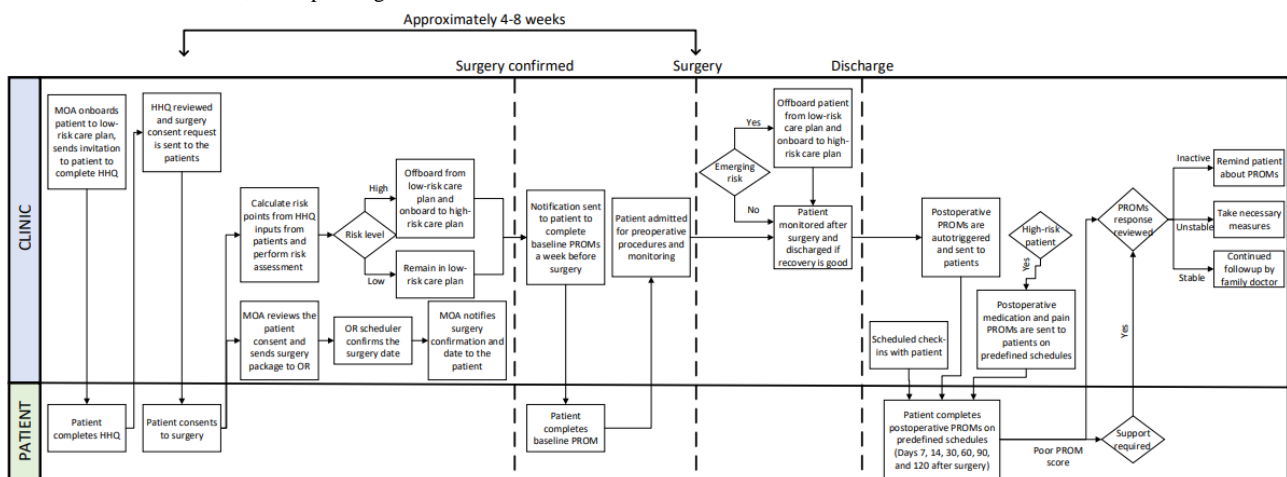 Approximately 4-8 weeks
Surgery confirmed
Surgery
Discharge
CLINIC
MOA onboards
patient to low-
risk care plan,
sends invitation
to patient to
complete HHQ
HHQ reviewed
and surgery
consent request
is sent to the
patients
Calculate risk
points from HHQ
inputs from
patients and
perform risk
assessment
Risk level
High
Low
Offboard from
low-risk care
plan and
onboard to high-
risk care plan
Remain in low-
risk care plan
MOA reviews the
patient
consent and
sends surgery
package to OR
OR scheduler
confirms the
surgery date
MOA notifies
surgery
confirmation and
date to the
patient
Notification sent
to patient to
complete
baseline PROMs
a week before
surgery
Patient admitted
for preoperative
procedures and
monitoring
Emerging
risk
Yes
No
Offboard patient
from low-risk
care plan and
onboard to high-
risk care plan
Patient
monitored after
surgery and
discharged if
recovery is good
Postoperative
PROMs are
autotriggered
and sent to
patients
High-risk
patient
Yes
Postoperative
medication and pain
PROMs are sent to
patients on
predefined schedules
Scheduled check-
ins with patient
PROMs
response
reviewed
Yes
Inactive
Unstable
Stable
Remind patient
about PROMs
Take necessary
measures
Continued
followup by
family doctor
PATIENT
Patient
completes HHQ
Patient consents
to surgery
Patient
completes
baseline PROM
Patient completes
postoperative PROMs on
predefined schedules
(Days 7, 14, 30, 60, 90,
and 120 after surgery)
Poor PROM
score
Support
required